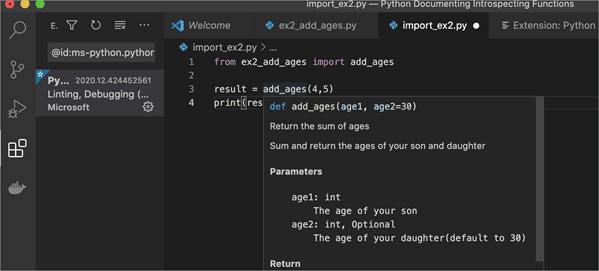 import_ex2.py — Python Documenting Introspecting Functions
E.
Welcome
ex2_add_ages.py
import_ex2.py
Extension: Python
@id:ms-python.python
Py... 2020.12.424452561
Linting, Debugging (...
Microsoft
import_ex2.py > ...
1 from ex2_add_ages import add_ages
2
3 result = add_ages(4,5)
4 print(res
def add_ages(age1, age2=30)
Return the sum of ages
Sum and return the ages of your son and daughter
Parameters
age1: int
The age of your son
age2: int, Optional
The age of your daughter(default to 30)
Return